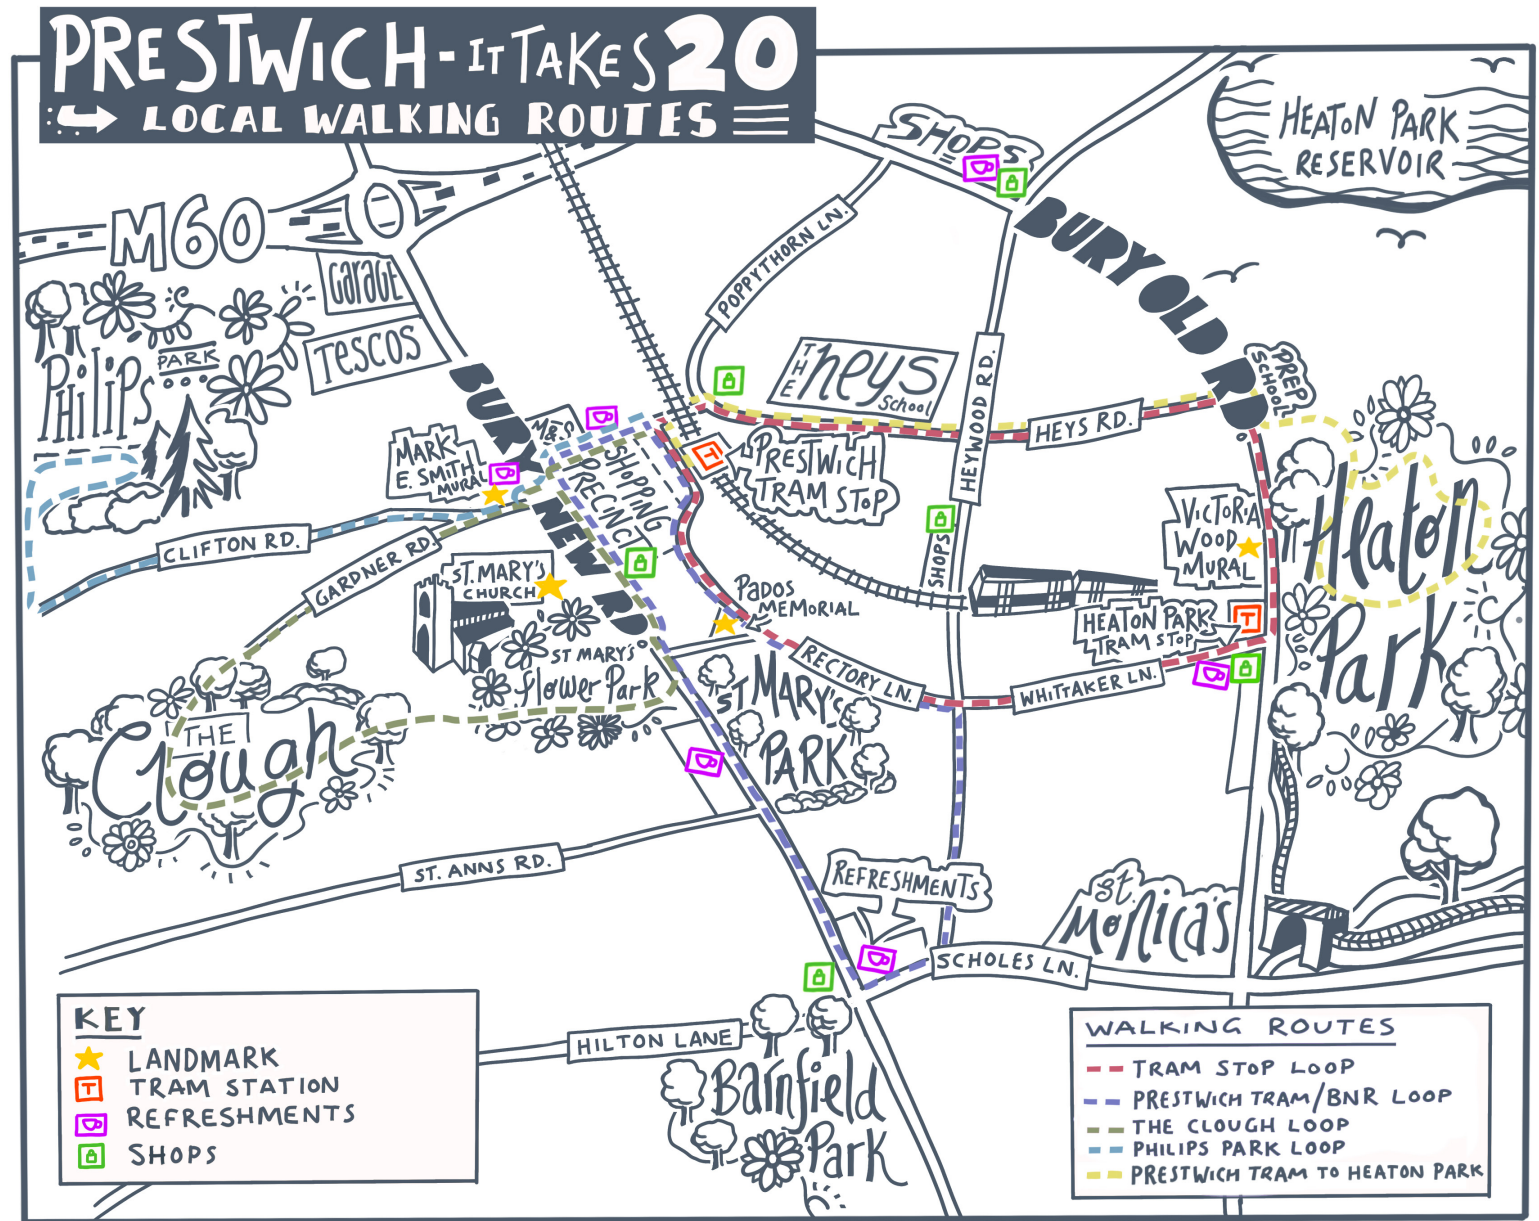 PRESTWICH - IT TAKES 20
LOCAL WALKING ROUTES
HEATON PARK
RESERVOIR
SHOPS
M60
GARAGE
TESCOS
POPPYTHORN LN.
BURY OLD RD
PREP
SCHOOL
PHILIPS
PARK
THE
heys
School
HEYWOOD RD.
HEYS RD.
BURY NEW RD
M&S
MARK
E. SMITH
MURAL
SHOPPING
PRECINCT
PRESTWICH
TRAM STOP
VICTORIA
WOOD
MURAL
Heaton
Park
SHOPS
CLIFTON RD.
GARDNER RD.
ST. MARY'S
CHURCH
PADOS
MEMORIAL
HEATON PARK
TRAM STOP
ST MARY'S
flower Park
RECTORY LN.
WHITTAKER LN.
ST MARY'S
PARK
THE
Clough
ST. ANNS RD.
REFRESHMENTS
St.
Monica's
SCHOLES LN.
HILTON LANE
Barnfield
Park
KEY
LANDMARK
T TRAM STATION
REFRESHMENTS
SHOPS
WALKING ROUTES
TRAM STOP LOOP
PRESTWICH TRAM/BNR LOOP
THE CLOUGH LOOP
PHILIPS PARK LOOP
PRESTWICH TRAM TO HEATON PARK
T
T